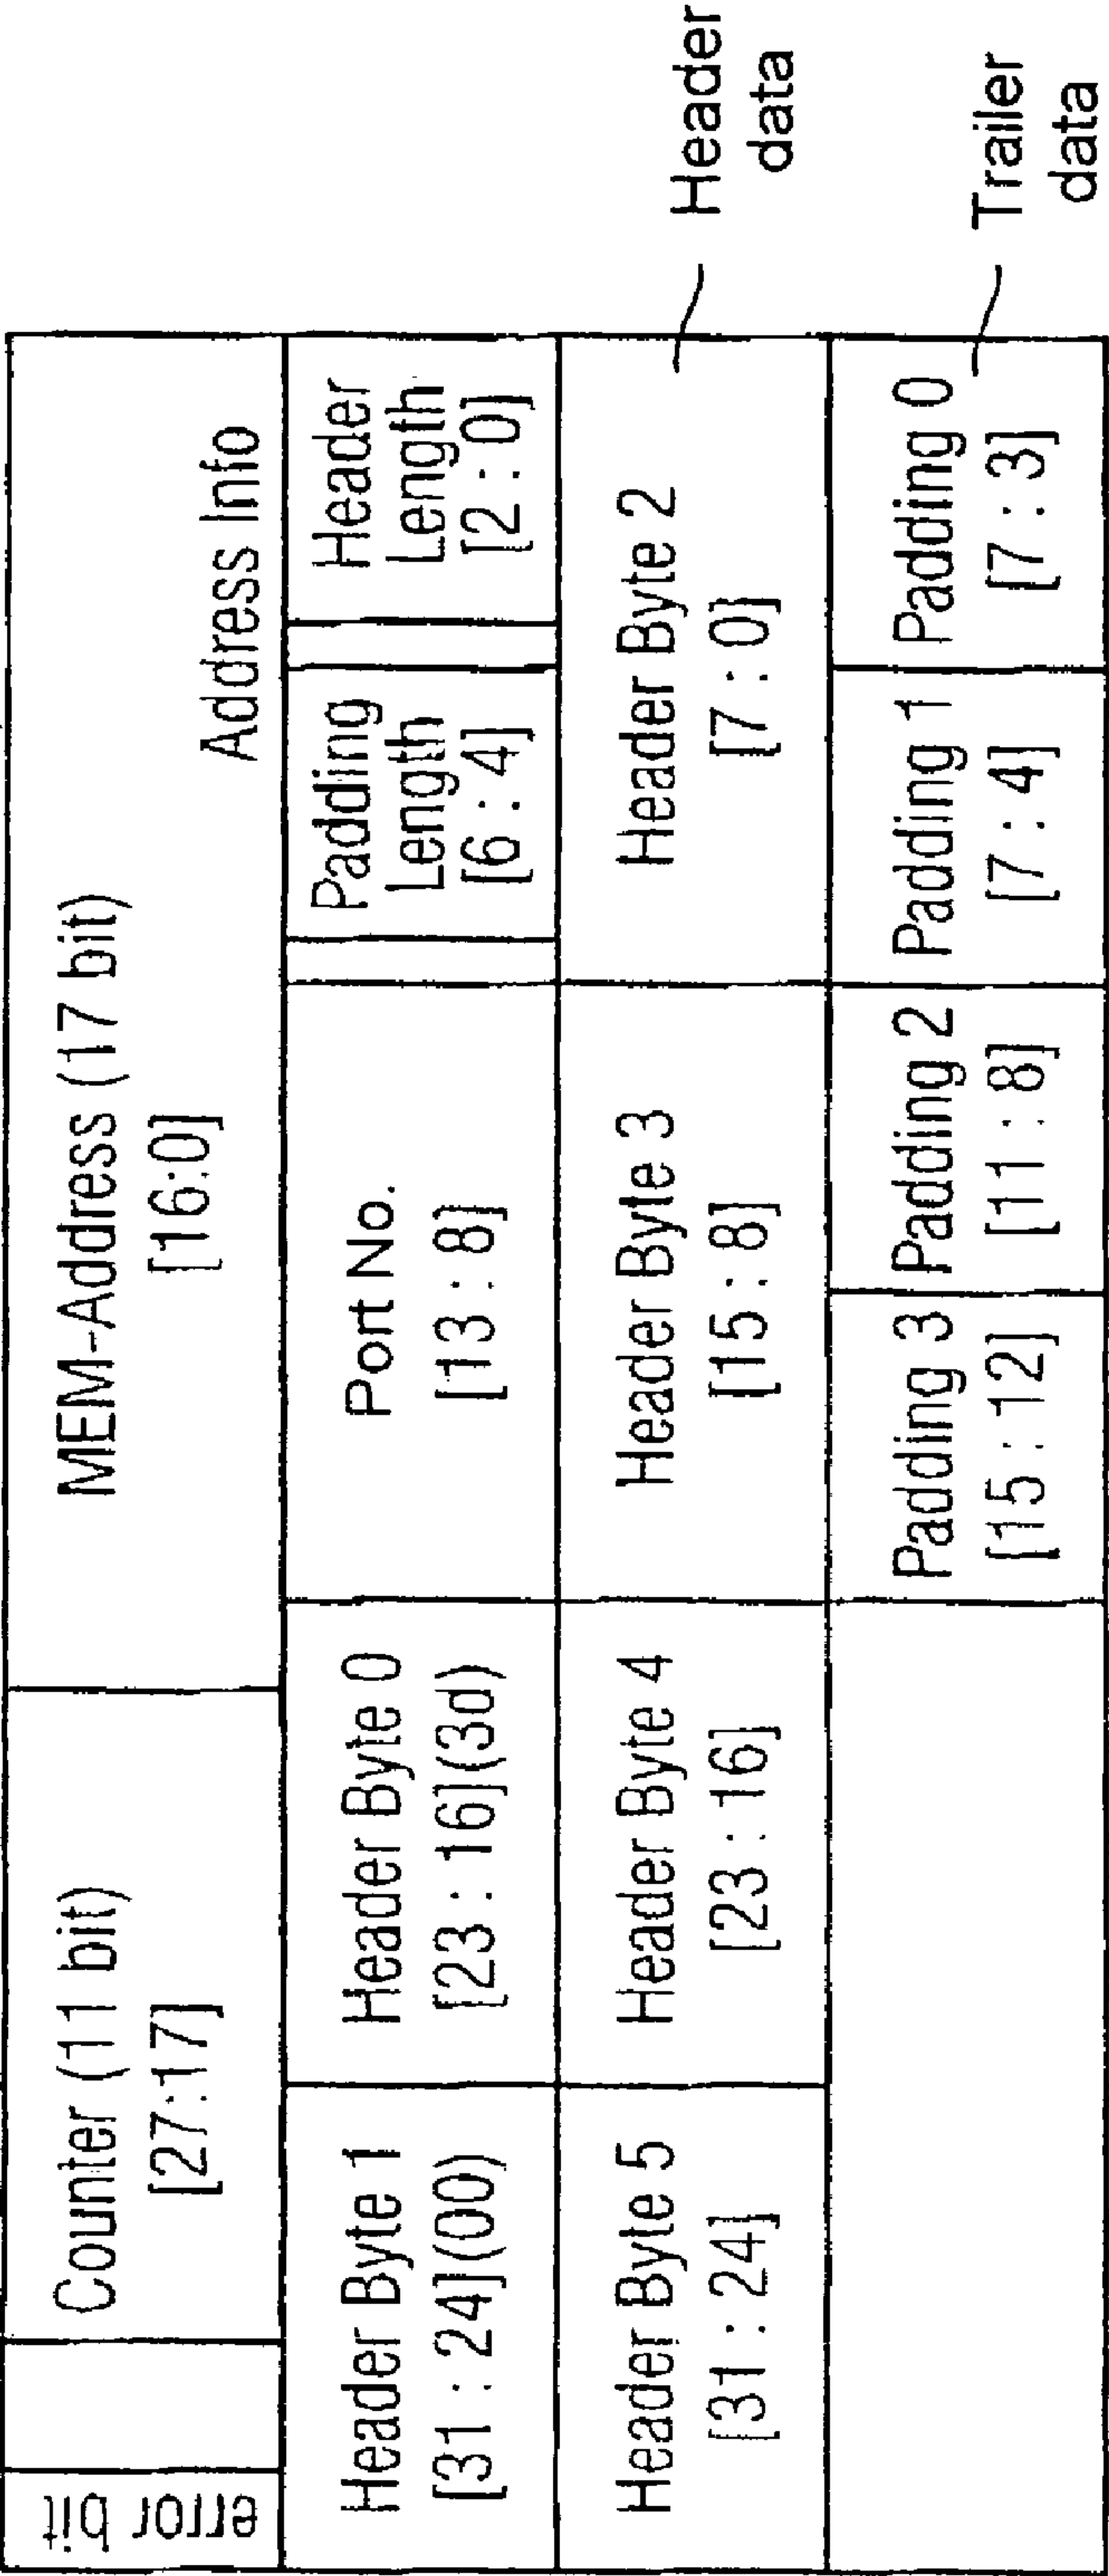 error bit
Counter (11 bit)
[27:17]
MEM-Address (17 bit)
[16:0]
Address Info
Header Byte 1
[31 : 24](00)
Header Byte 0
[23 : 16](3d)
Port No.
[13 : 8)
Padding
Length
[6 : 4]
Header
Length
[2 : 0]
Header Byte 5
[31 : 24]
Header Byte 4
[23 : 16]
Header Byte 3
[15 : 8]
Header Byte 2
[7 : 0]
Header
data
Padding 3
[15 : 12]
Padding 2
[11 : 8]
Padding 1
[7 : 4]
Padding 0
[7 : 3]
Trailer
data